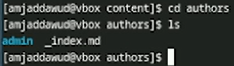 [amjaddawud@vbox content]$ cd authors
[amjaddawud@vbox authors]$ ls
admin  _index.md
[amjaddawud@vbox authors]$